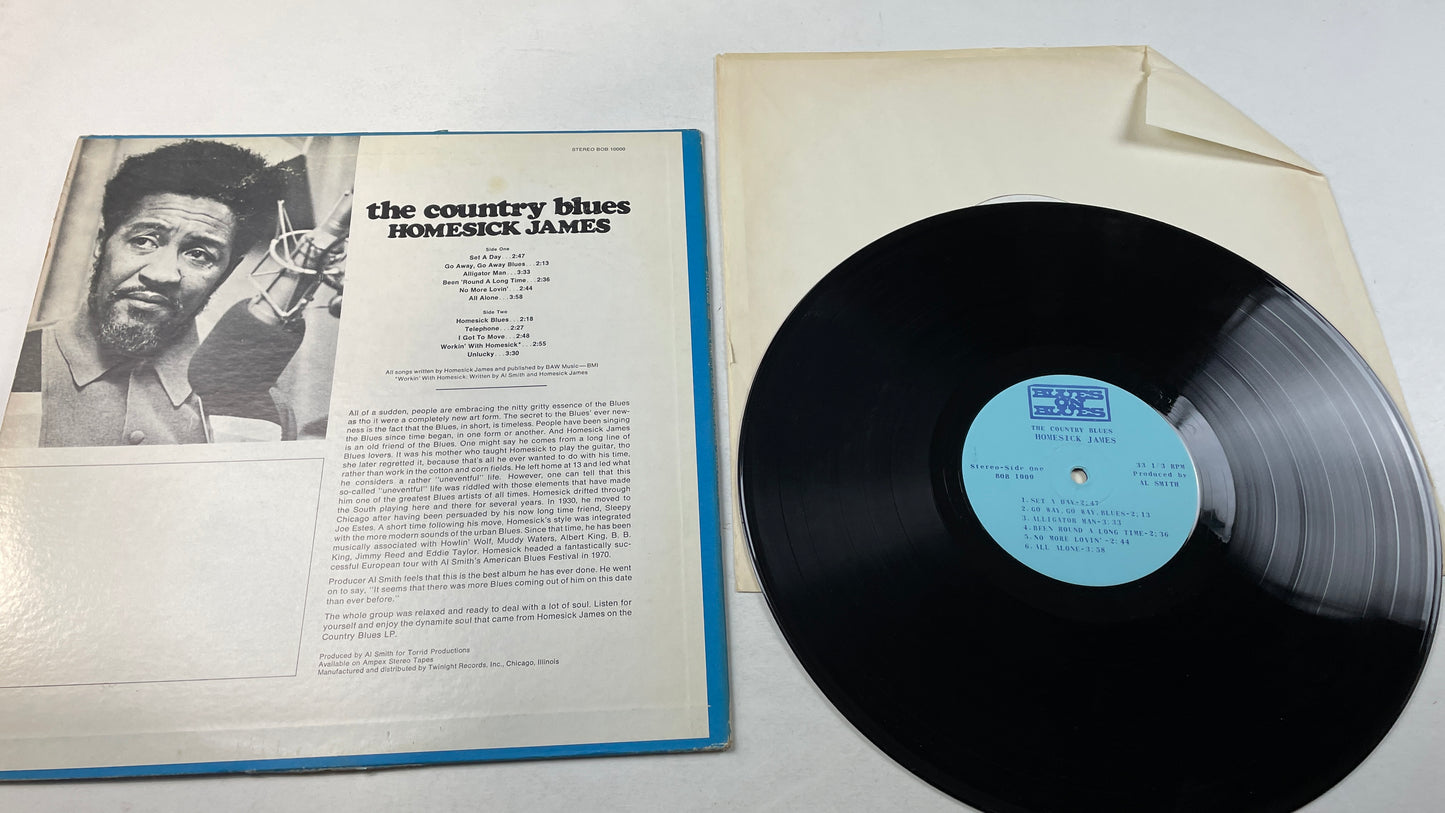 STEREO BOB 10000
the country blues
HOMESICK JAMES
Side One
Set A Day...2:47
Go Away, Go Away Blues...2:13
Alligator Man...3:33
Been 'Round A Long Time...2:36
No More Lovin'...2:44
All Alone...3:58
Side Two
Homesick Blues...2:18
Telephone...2:27
I Got To Move...2:48
Workin' With Homesick*...2:55
Unlucky...3:30
All songs written by Homesick James and published by BAW Music—BMI
*Workin' With Homesick: Written by Al Smith and Homesick James
All of a sudden, people are embracing the nitty gritty essence of the Blues
as tho it were a completely new art form. The secret to the Blues' ever new-
ness is the fact that the Blues, in short, is timeless. People have been singing
the Blues since time began, in one form or another. And Homesick James
is an old friend of the Blues. One might say he comes from a long line of
Blues lovers. It was his mother who taught Homesick to play the guitar, tho
she later regretted it, because that's all he ever wanted to do with his time,
rather than work in the cotton and corn fields. He left home at 13 and led what
he considers a rather "uneventful" life. However, one can tell that this
so-called "uneventful" life was riddled with those elements that have made
him one of the greatest Blues artists of all times. Homesick drifted through
the South playing here and there for several years. In 1930, he moved to
Chicago after having been persuaded by his now long time friend, Sleepy
Joe Estes. A short time following his move, Homesick's style was integrated
with the more modern sounds of the urban Blues. Since that time, he has been
musically associated with Howlin' Wolf, Muddy Waters, Albert King, B. B.
King, Jimmy Reed and Eddie Taylor. Homesick headed a fantastically suc-
cessful European tour with Al Smith's American Blues Festival in 1970.
Producer Al Smith feels that this is the best album he has ever done. He went
on to say, "It seems that there was more Blues coming out of him on this date
than ever before."
The whole group was relaxed and ready to deal with a lot of soul. Listen for
yourself and enjoy the dynamite soul that came from Homesick James on the
Country Blues LP.
Produced by Al Smith for Torrid Productions
Available on Ampex Stereo Tapes
Manufactured and distributed by Twinight Records, Inc., Chicago, Illinois
BLUES
ON
BLUES
THE COUNTRY BLUES
HOMESICK JAMES
Stereo-Side One
BOB 1000
33 1/3 RPM
Produced by
AL SMITH
1. SET A DAY-2;47
2. GO WAY, GO WAY, BLUES-2;13
3. ALLIGATOR MAN-3;33
4. BEEN ROUND A LONG TIME-2;36
5. NO MORE LOVIN'-2;44
6. ALL ALONE-3;58